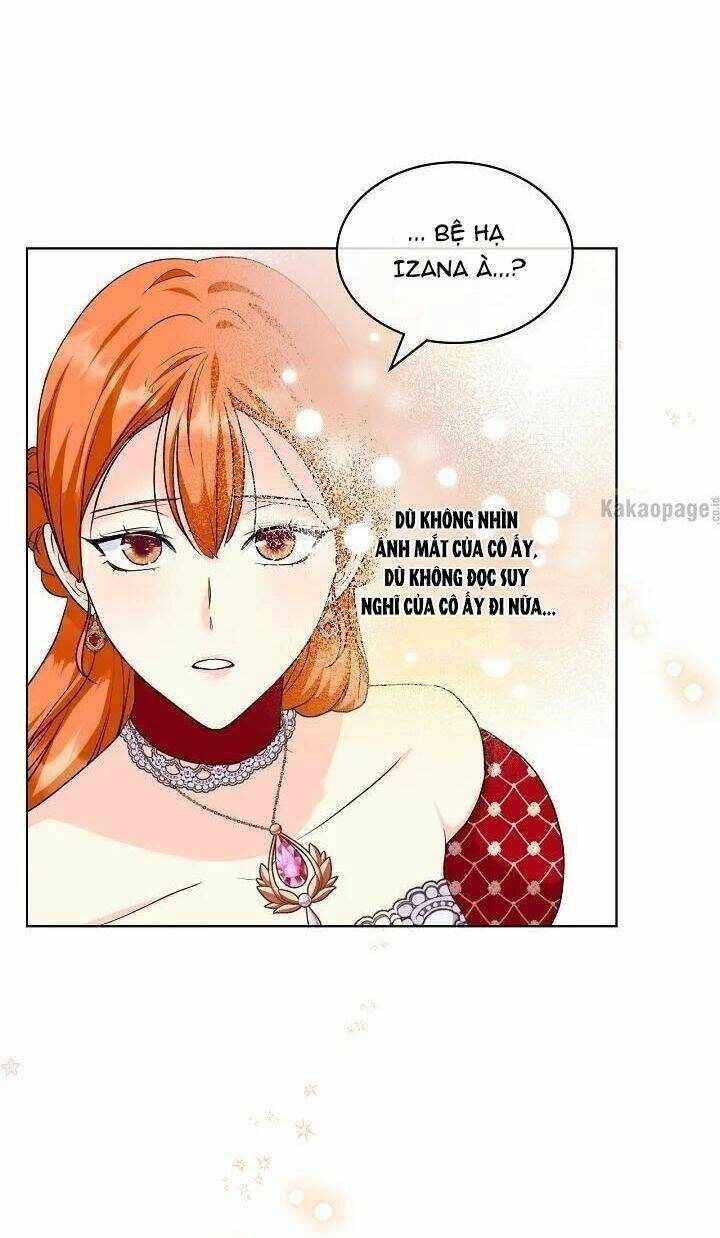 ... BỆ HẠ
IZANA À...?
Kakaopage
DÙ KHÔNG NHÌN
ÁNH MẮT CỦA CÔ ẤY,
DÙ KHÔNG ĐỌC SUY
NGHĨ CỦA CÔ ẤY ĐI NỮA...